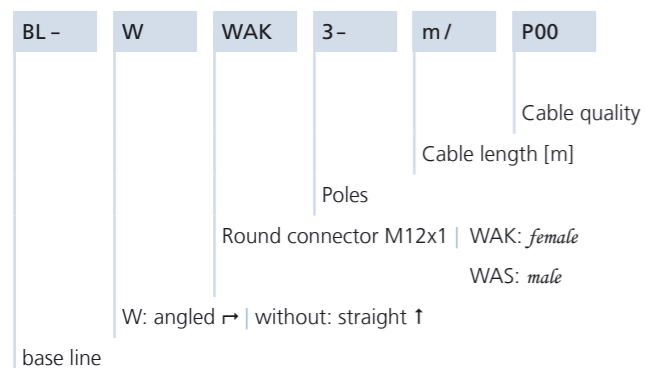 BL – W WAK 3 – m / P00
Cable quality
Cable length [m]
Poles
Round connector M12x1 | WAK: female
WAS: male
W: angled ↱ | without: straight ↑
base line